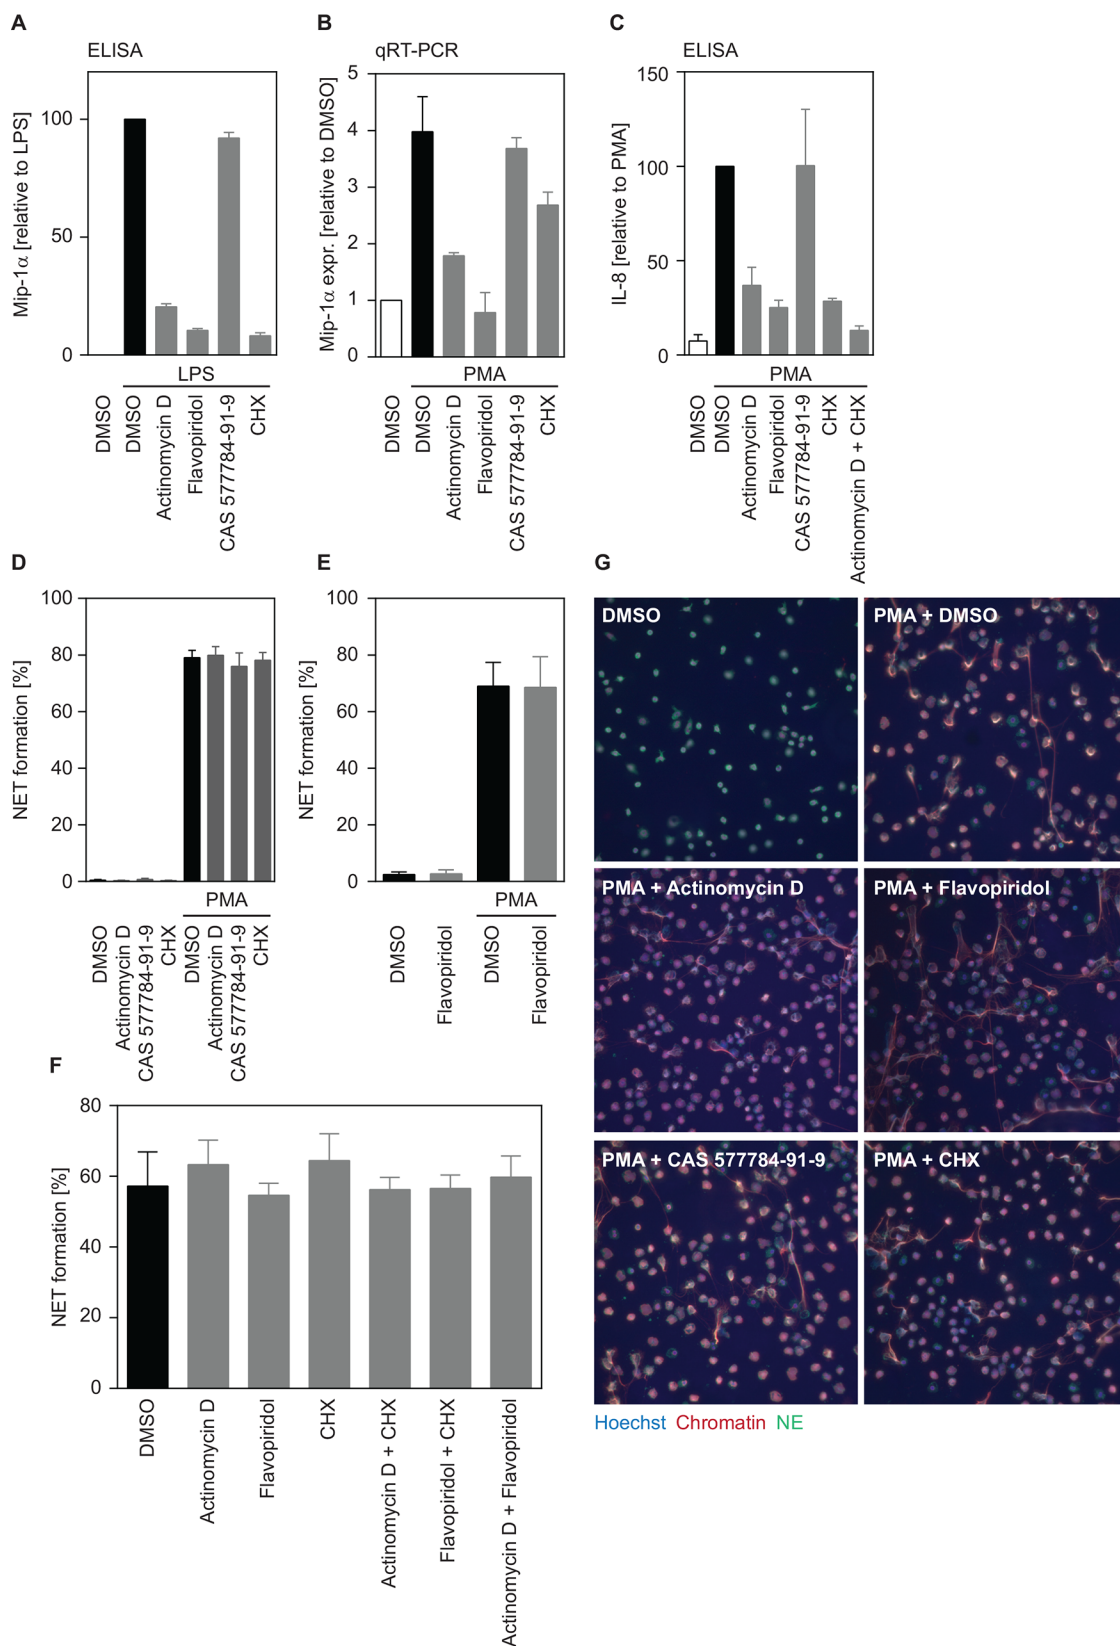 A
ELISA
Mip-1α [relative to LPS]
100
50
0
LPS
DMSO
DMSO
Actinomycin D
Flavopiridol
CAS 577784-91-9
CHX
B
qRT-PCR
Mip-1α expr. [relative to DMSO]
5
4
3
2
1
0
PMA
DMSO
DMSO
Actinomycin D
Flavopiridol
CAS 577784-91-9
CHX
C
ELISA
IL-8 [relative to PMA]
150
100
50
0
PMA
DMSO
DMSO
Actinomycin D
Flavopiridol
CAS 577784-91-9
CHX
Actinomycin D + CHX
D
NET formation [%]
100
80
60
40
20
0
PMA
DMSO
Actinomycin D
CAS 577784-91-9
CHX
DMSO
Actinomycin D
CAS 577784-91-9
CHX
E
NET formation [%]
100
80
60
40
20
0
PMA
DMSO
Flavopiridol
DMSO
Flavopiridol
F
NET formation [%]
80
60
40
20
0
DMSO
Actinomycin D
Flavopiridol
CHX
Actinomycin D + CHX
Flavopiridol + CHX
Actinomycin D + Flavopiridol
G
DMSO
PMA + DMSO
PMA + Actinomycin D
PMA + Flavopiridol
PMA + CAS 577784-91-9
PMA + CHX
Hoechst Chromatin NE